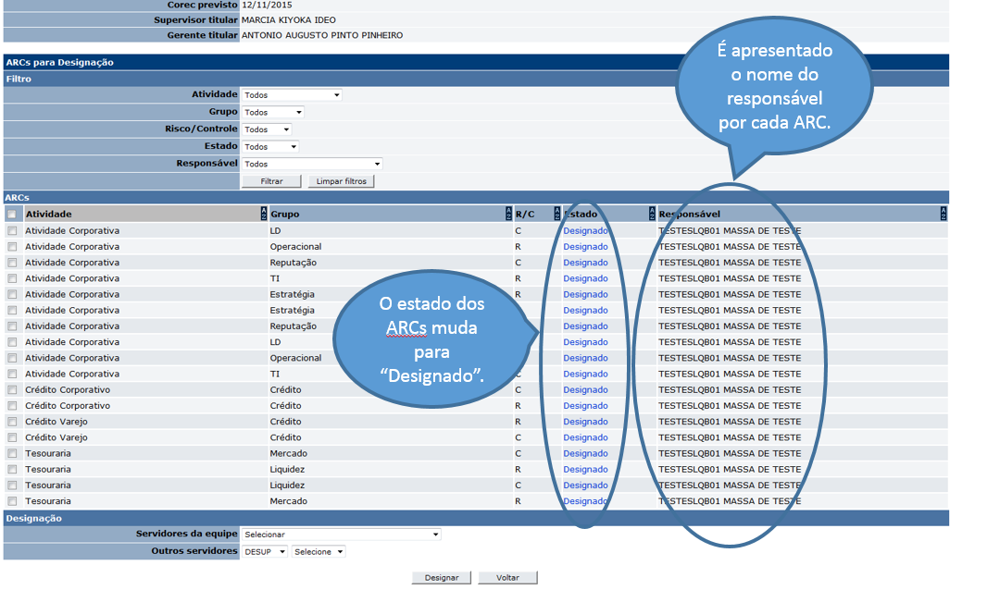 Corec previsto 12/11/2015
Supervisor titular MARCIA KIYOKA IDEO
Gerente titular ANTONIO AUGUSTO PINTO PINHEIRO
ARCs para Designação
Filtro
Atividade Todos
Grupo Todos
Risco/Controle Todos
Estado Todos
Responsável Todos
Filtrar Limpar filtros
É apresentado
o nome do
responsável
por cada ARC.
ARCs
Atividade Grupo R/C Estado Responsável
Atividade Corporativa LD C Designado TESTESLQB01 MASSA DE TESTE
Atividade Corporativa Operacional R Designado TESTESLQB01 MASSA DE TESTE
Atividade Corporativa Reputação C Designado TESTESLQB01 MASSA DE TESTE
Atividade Corporativa TI R Designado TESTESLQB01 MASSA DE TESTE
Atividade Corporativa Estratégia R Designado TESTESLQB01 MASSA DE TESTE
Atividade Corporativa Estratégia Designado TESTESLQB01 MASSA DE TESTE
Atividade Corporativa Reputação Designado TESTESLQB01 MASSA DE TESTE
Atividade Corporativa LD Designado TESTESLQB01 MASSA DE TESTE
Atividade Corporativa Operacional Designado TESTESLQB01 MASSA DE TESTE
Atividade Corporativa TI C Designado TESTESLQB01 MASSA DE TESTE
Crédito Corporativo Crédito C Designado TESTESLQB01 MASSA DE TESTE
Crédito Corporativo Crédito R Designado TESTESLQB01 MASSA DE TESTE
Crédito Varejo Crédito R Designado TESTESLQB01 MASSA DE TESTE
Crédito Varejo Crédito C Designado TESTESLQB01 MASSA DE TESTE
Tesouraria Mercado C Designado TESTESLQB01 MASSA DE TESTE
Tesouraria Liquidez R Designado TESTESLQB01 MASSA DE TESTE
Tesouraria Liquidez C Designado TESTESLQB01 MASSA DE TESTE
Tesouraria Mercado R Designado TESTESLQB01 MASSA DE TESTE
O estado dos
ARCs muda
para
“Designado”.
Designação
Servidores da equipe Selecionar
Outros servidores DESUP Selecione
Designar Voltar